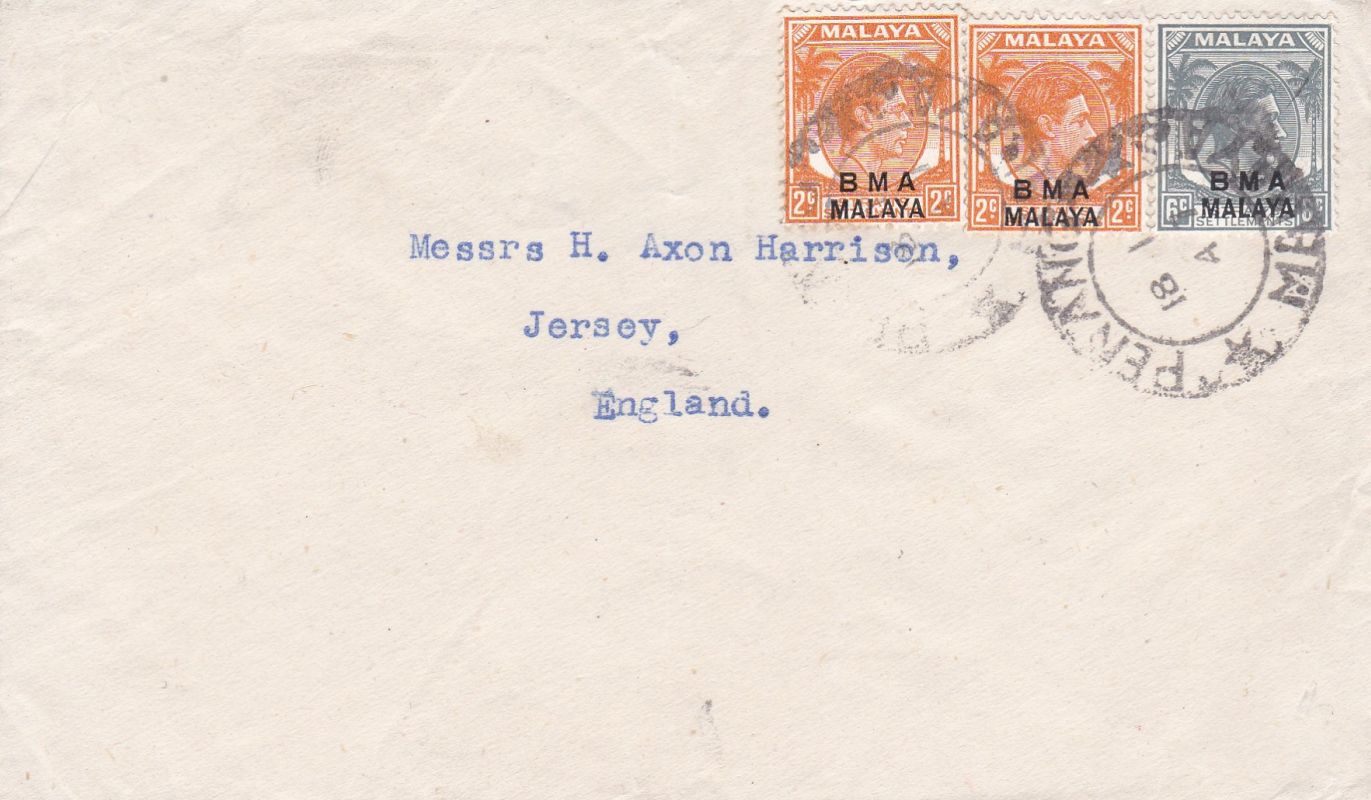 MALAYA
BMA
MALAYA
2c 2c
MALAYA
BMA
MALAYA
2c 2c
MALAYA
BMA
MALAYA
6c
SETTLEMENTS
Messrs H. Axon Harrison,
Jersey,
England.
PENANG
18
A